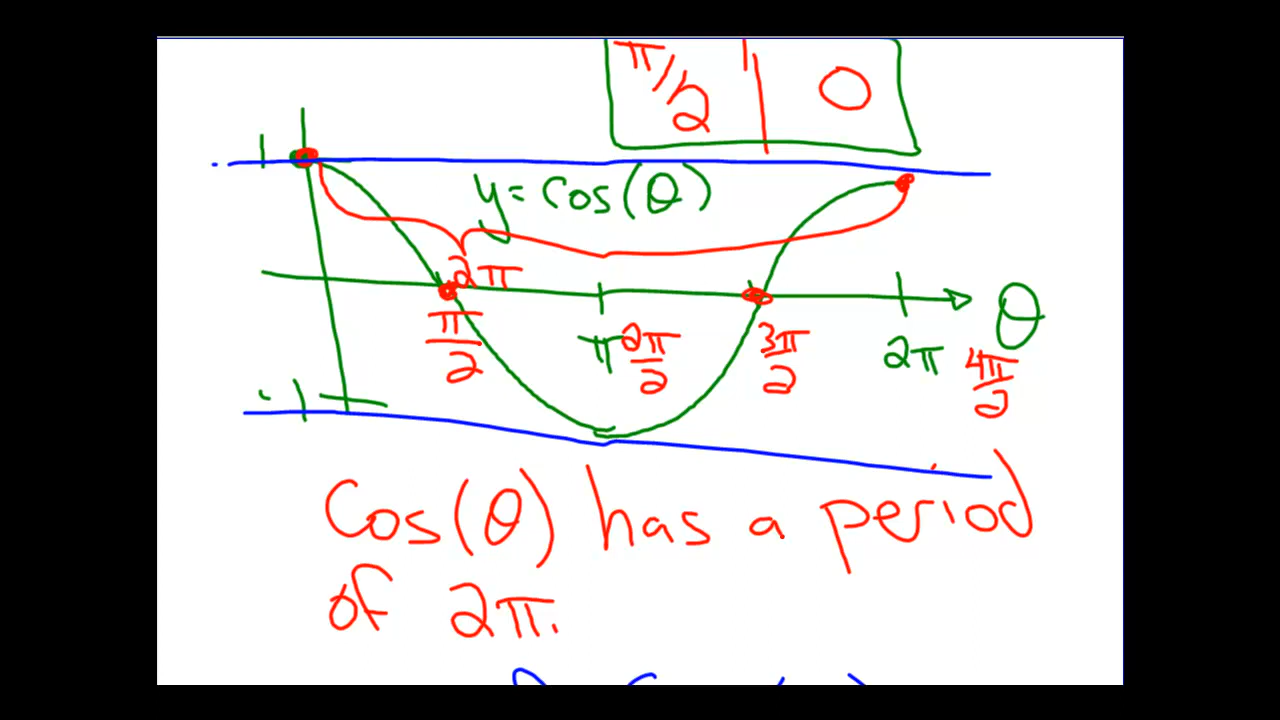 π/2 | 0
1
y = cos(θ)
2π
π/2 π 2π/2 3π/2 2π 4π/2 θ
-1
Cos(θ) has a period
of 2π.